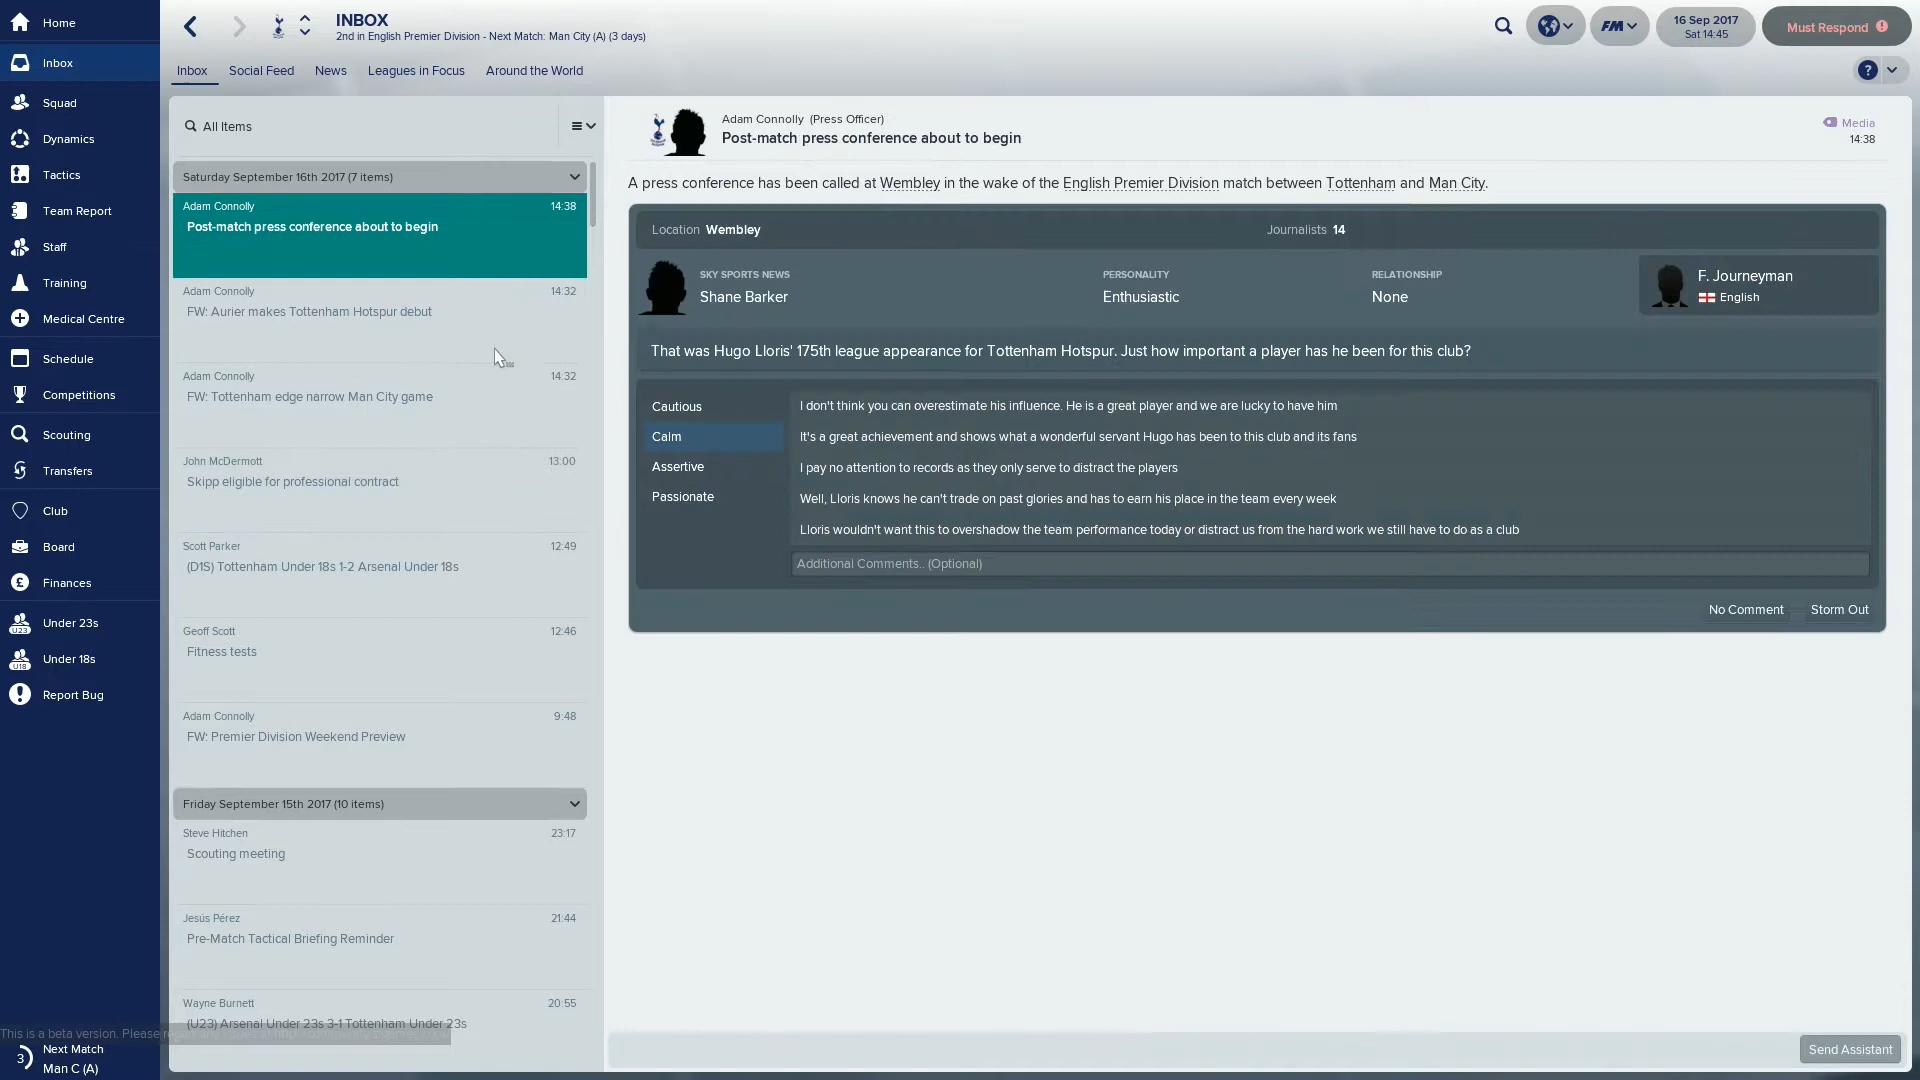 Home
Inbox
Squad
Dynamics
Tactics
Team Report
Staff
Training
Medical Centre
Schedule
Competitions
Scouting
Transfers
Club
Board
Finances
U23
Under 23s
U18
Under 18s
Report Bug
This is a beta version. Please
3
Next Match
Man C (A)
INBOX
2nd in English Premier Division - Next Match: Man City (A) (3 days)
FM
16 Sep 2017
Sat 14:45
Must Respond
Inbox
Social Feed
News
Leagues in Focus
Around the World
?
All Items
Saturday September 16th 2017 (7 items)
Adam Connolly 14:38
Post-match press conference about to begin
Adam Connolly 14:32
FW: Aurier makes Tottenham Hotspur debut
Adam Connolly 14:32
FW: Tottenham edge narrow Man City game
John McDermott 13:00
Skipp eligible for professional contract
Scott Parker 12:49
(D1S) Tottenham Under 18s 1-2 Arsenal Under 18s
Geoff Scott 12:46
Fitness tests
Adam Connolly 9:48
FW: Premier Division Weekend Preview
Friday September 15th 2017 (10 items)
Steve Hitchen 23:17
Scouting meeting
Jesús Pérez 21:44
Pre-Match Tactical Briefing Reminder
Wayne Burnett 20:55
(U23) Arsenal Under 23s 3-1 Tottenham Under 23s
Adam Connolly (Press Officer)
Post-match press conference about to begin
Media
14:38
A press conference has been called at Wembley in the wake of the English Premier Division match between Tottenham and Man City.
Location Wembley
Journalists 14
SKY SPORTS NEWS
Shane Barker
PERSONALITY
Enthusiastic
RELATIONSHIP
None
F. Journeyman
English
That was Hugo Lloris' 175th league appearance for Tottenham Hotspur. Just how important a player has he been for this club?
Cautious
Calm
Assertive
Passionate
I don't think you can overestimate his influence. He is a great player and we are lucky to have him
It's a great achievement and shows what a wonderful servant Hugo has been to this club and its fans
I pay no attention to records as they only serve to distract the players
Well, Lloris knows he can't trade on past glories and has to earn his place in the team every week
Lloris wouldn't want this to overshadow the team performance today or distract us from the hard work we still have to do as a club
Additional Comments.. (Optional)
No Comment
Storm Out
Send Assistant